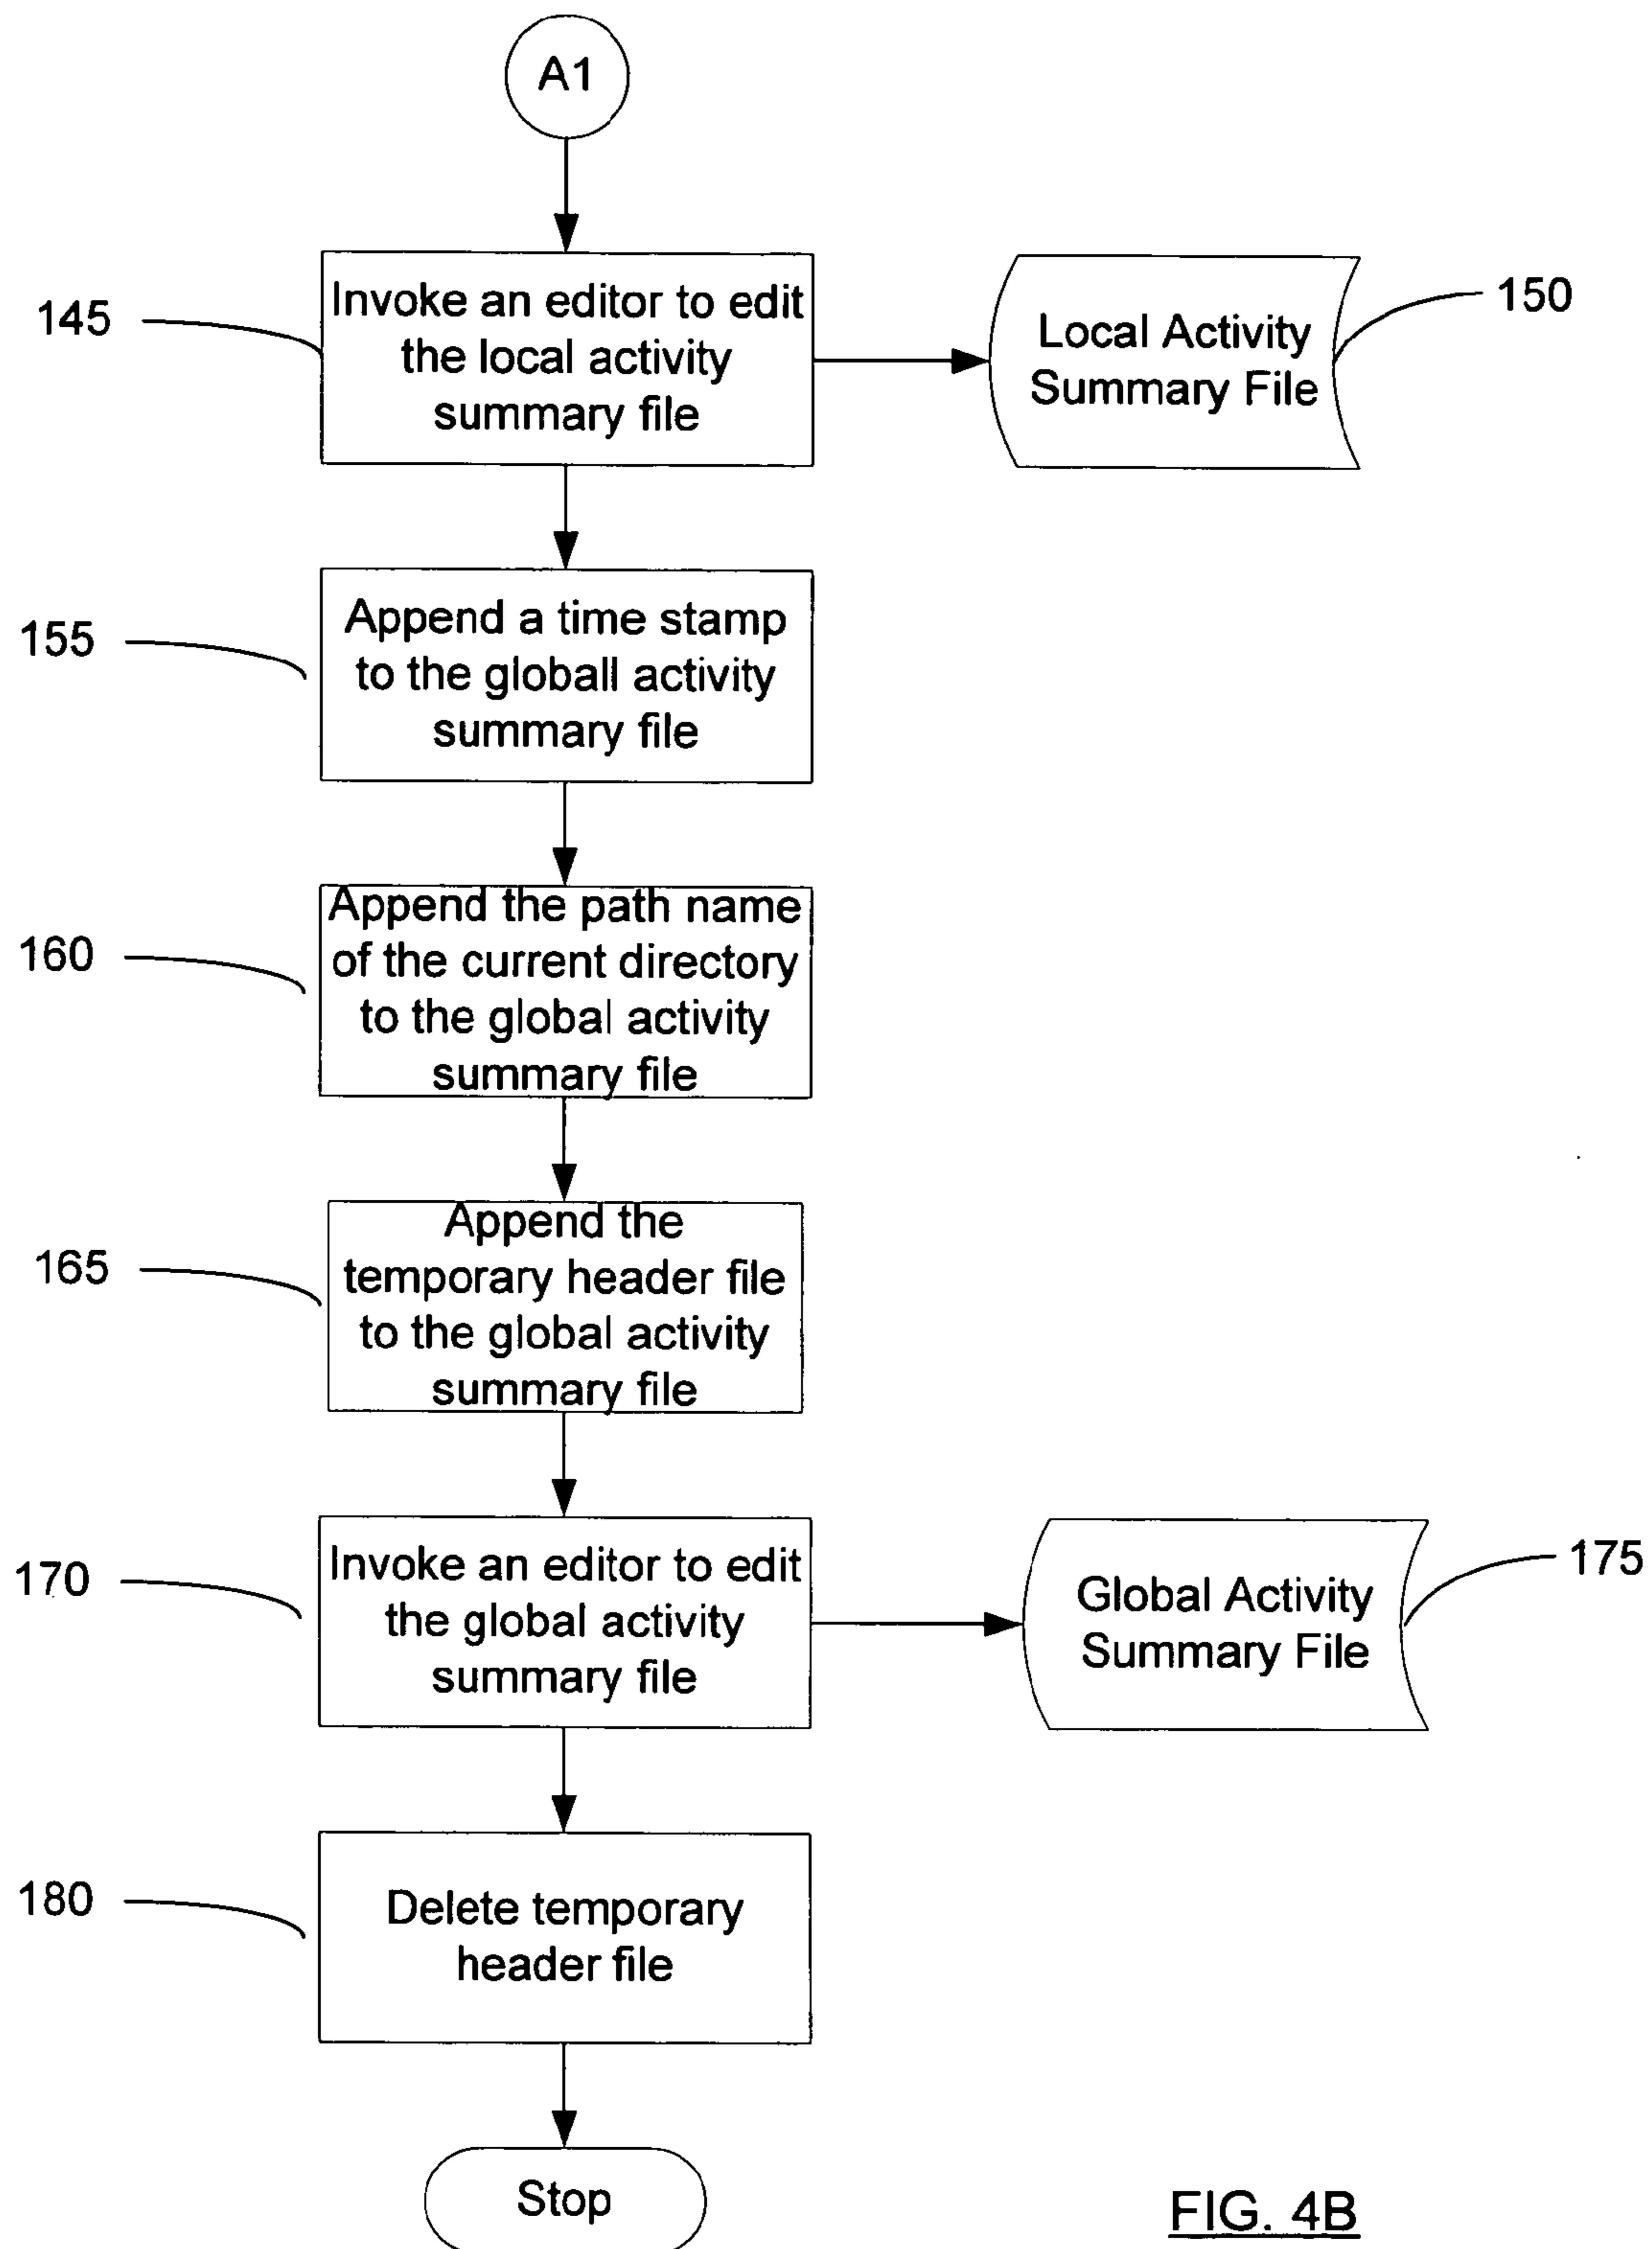 A1
145
Invoke an editor to edit
the local activity
summary file
Local Activity
Summary File
150
155
Append a time stamp
to the globall activity
summary file
160
Append the path name
of the current directory
to the global activity
summary file
165
Append the
temporary header file
to the global activity
summary file
170
Invoke an editor to edit
the global activity
summary file
Global Activity
Summary File
175
180
Delete temporary
header file
Stop
FIG. 4B